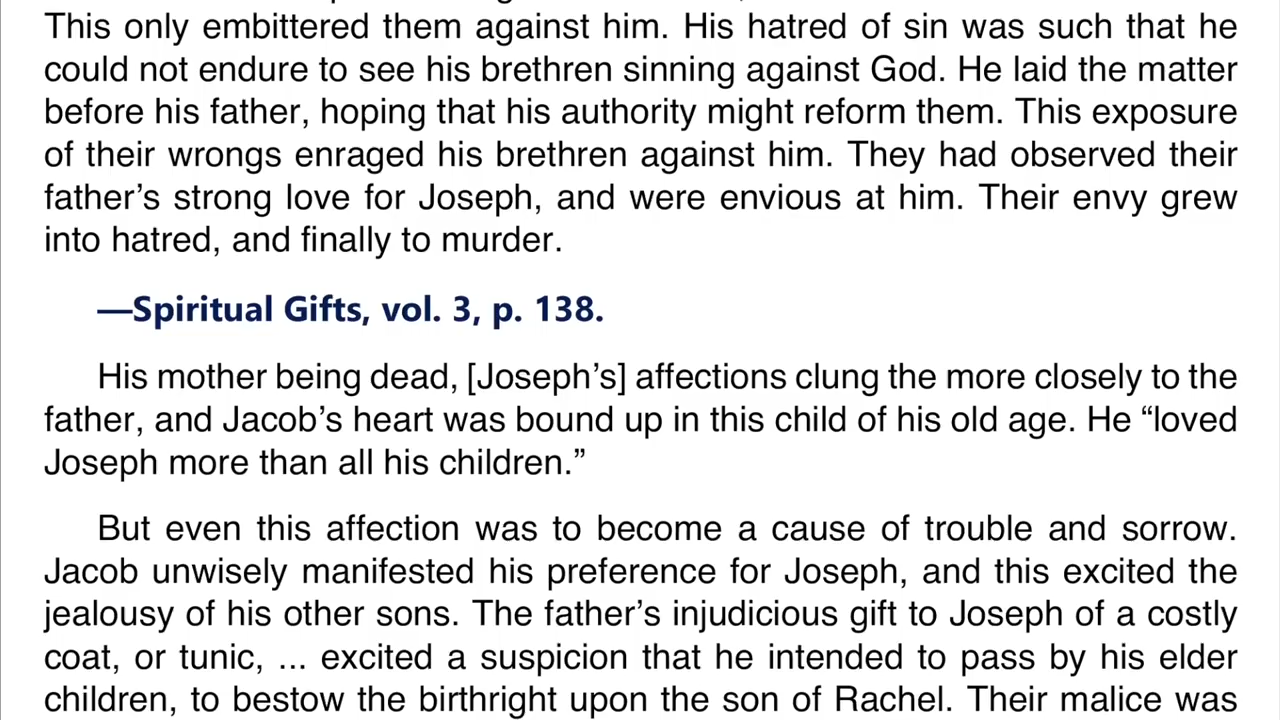 This only embittered them against him. His hatred of sin was such that he
could not endure to see his brethren sinning against God. He laid the matter
before his father, hoping that his authority might reform them. This exposure
of their wrongs enraged his brethren against him. They had observed their
father’s strong love for Joseph, and were envious at him. Their envy grew
into hatred, and finally to murder.
—Spiritual Gifts, vol. 3, p. 138.
His mother being dead, [Joseph’s] affections clung the more closely to the
father, and Jacob’s heart was bound up in this child of his old age. He “loved
Joseph more than all his children.”
But even this affection was to become a cause of trouble and sorrow.
Jacob unwisely manifested his preference for Joseph, and this excited the
jealousy of his other sons. The father’s injudicious gift to Joseph of a costly
coat, or tunic, ... excited a suspicion that he intended to pass by his elder
children, to bestow the birthright upon the son of Rachel. Their malice was